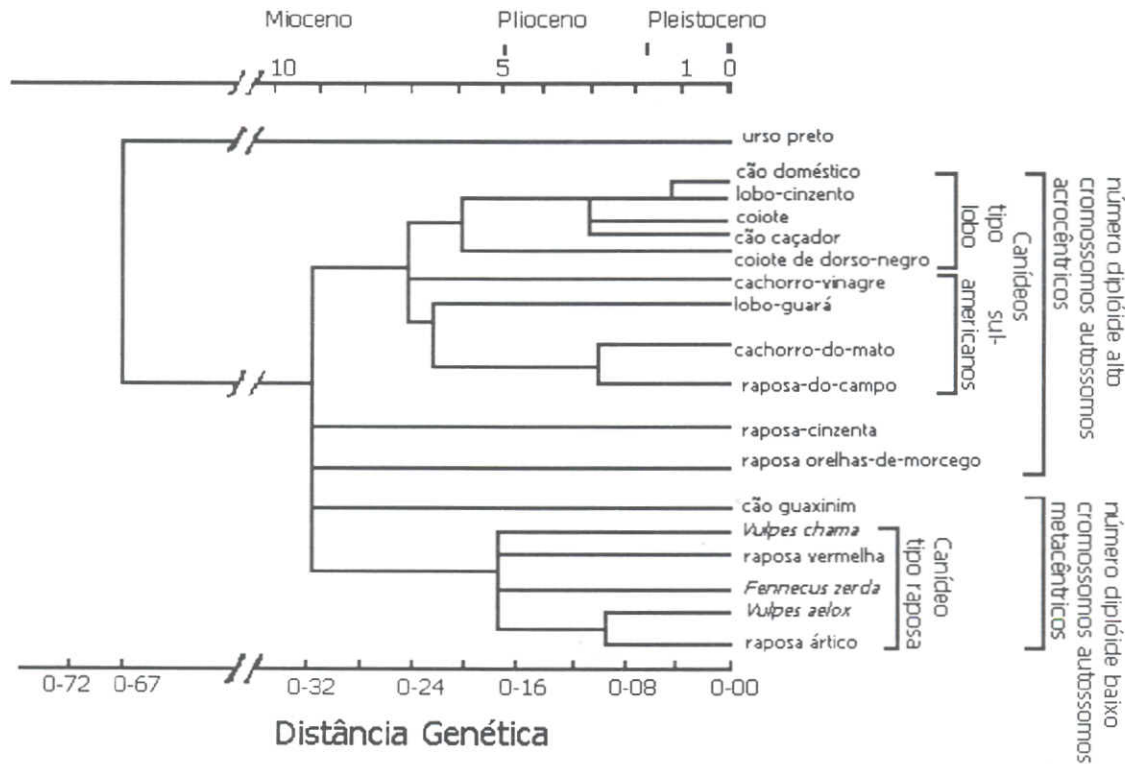 Mioceno Plioceno Pleistoceno
10 5 1 0
urso preto
cão doméstico
lobo-cinzento
coiote
cão caçador
coiote de dorso-negro
cachorro-vinagre
lobo-guará
cachorro-do-mato
raposa-do-campo
raposa-cinzenta
raposa orelhas-de-morcego
cão guaxinim
Vulpes chama
raposa vermelha
Fennecus zerda
Vulpes aelox
raposa ártico
tipo
lobo
sul-
americanos
Canídeos
número diplóide alto
cromossomos autossomos
acrocêntricos
Canídeo
tipo raposa
número diplóide baixo
cromossomos autossomos
metacêntricos
0-72 0-67 0-32 0-24 0-16 0-08 0-00
Distância Genética